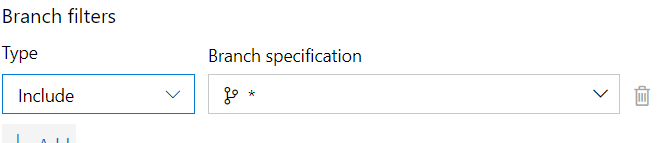 Branch filters
Type Branch specification
Include *